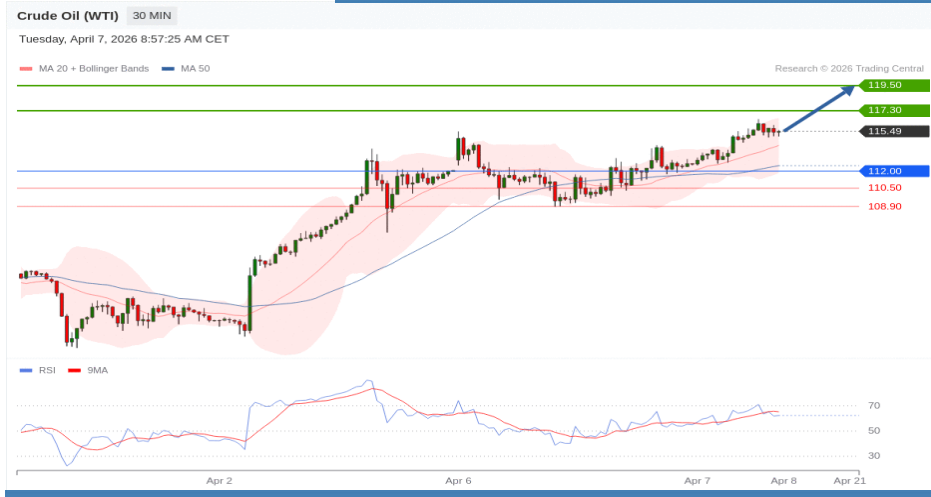 Crude Oil (WTI) 30 MIN
Tuesday, April 7, 2026 8:57:25 AM CET
MA 20 + Bollinger Bands MA 50 Research © 2026 Trading Central
119.50
117.30
115.49
112.00
110.50
108.90
RSI 9MA
70
50
30
Apr 2 Apr 6 Apr 7 Apr 8 Apr 21